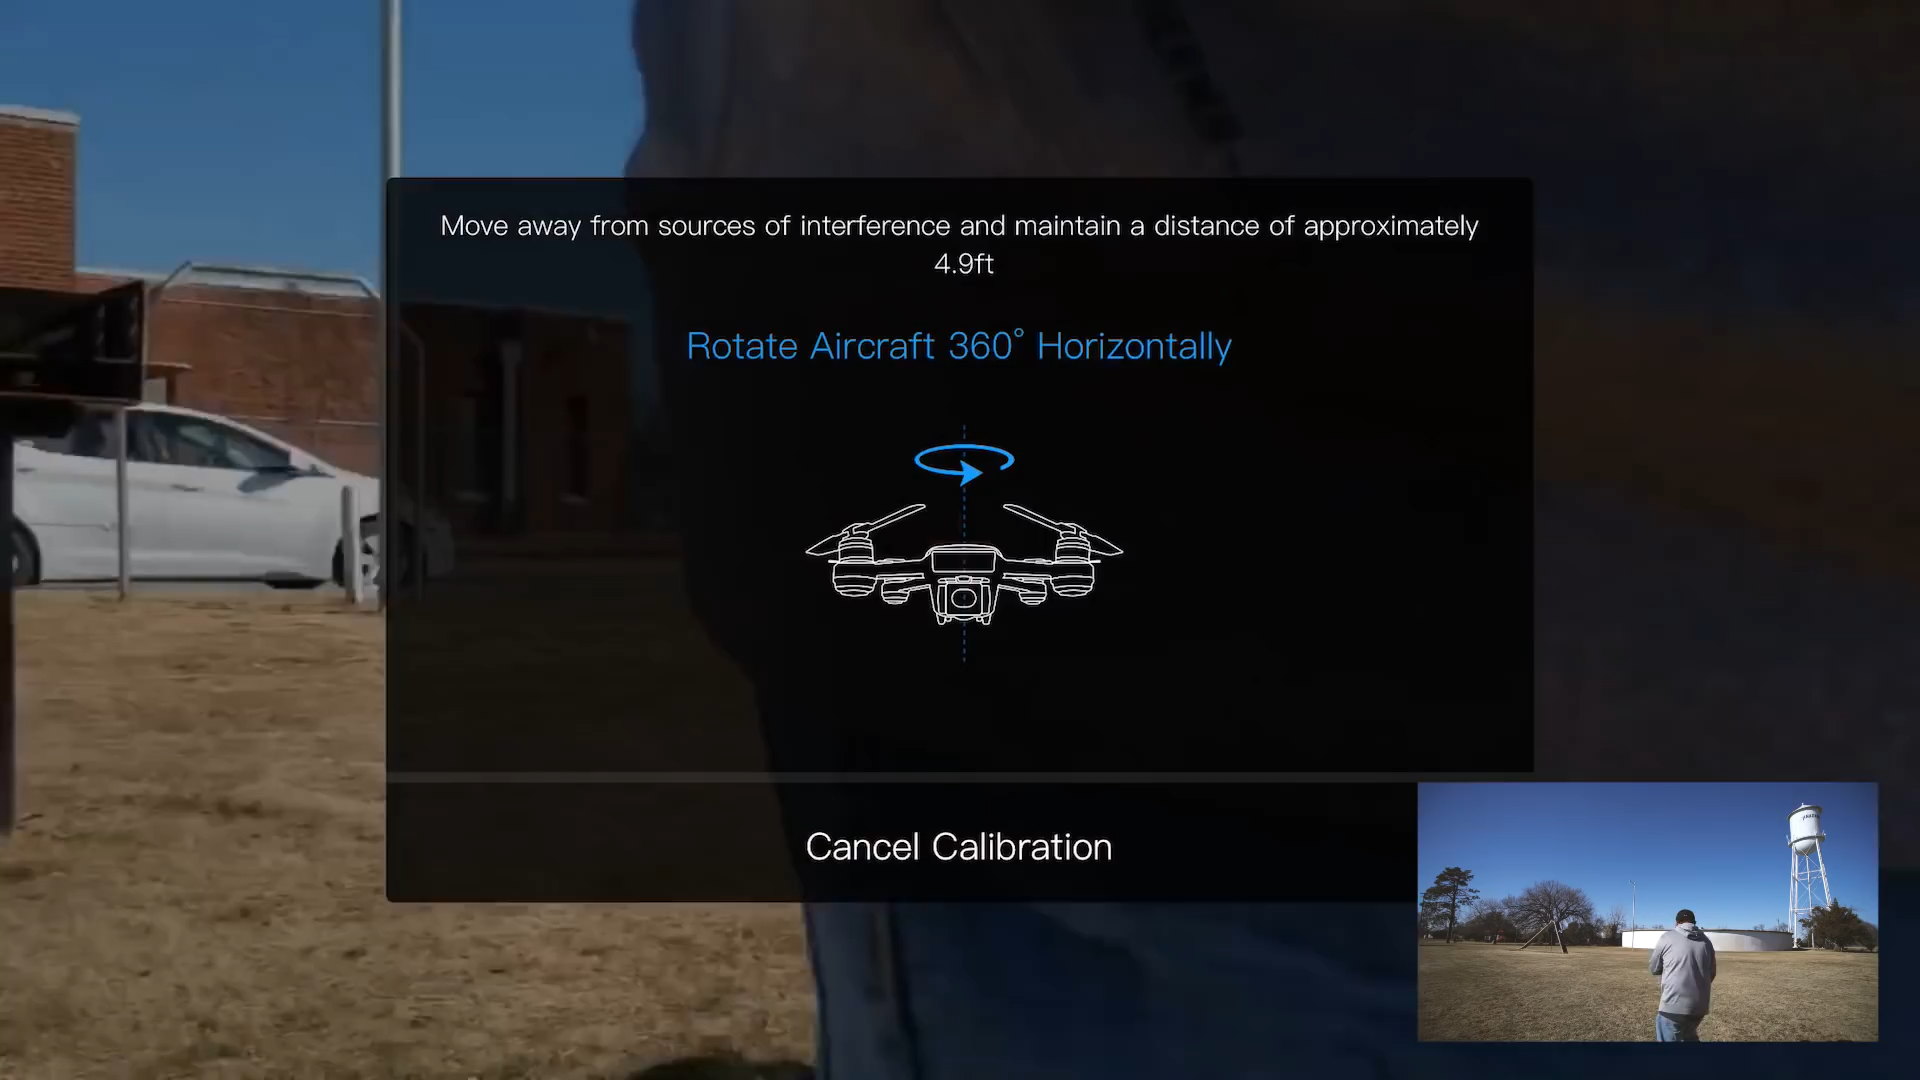 Move away from sources of interference and maintain a distance of approximately
4.9ft
Rotate Aircraft 360° Horizontally
Cancel Calibration